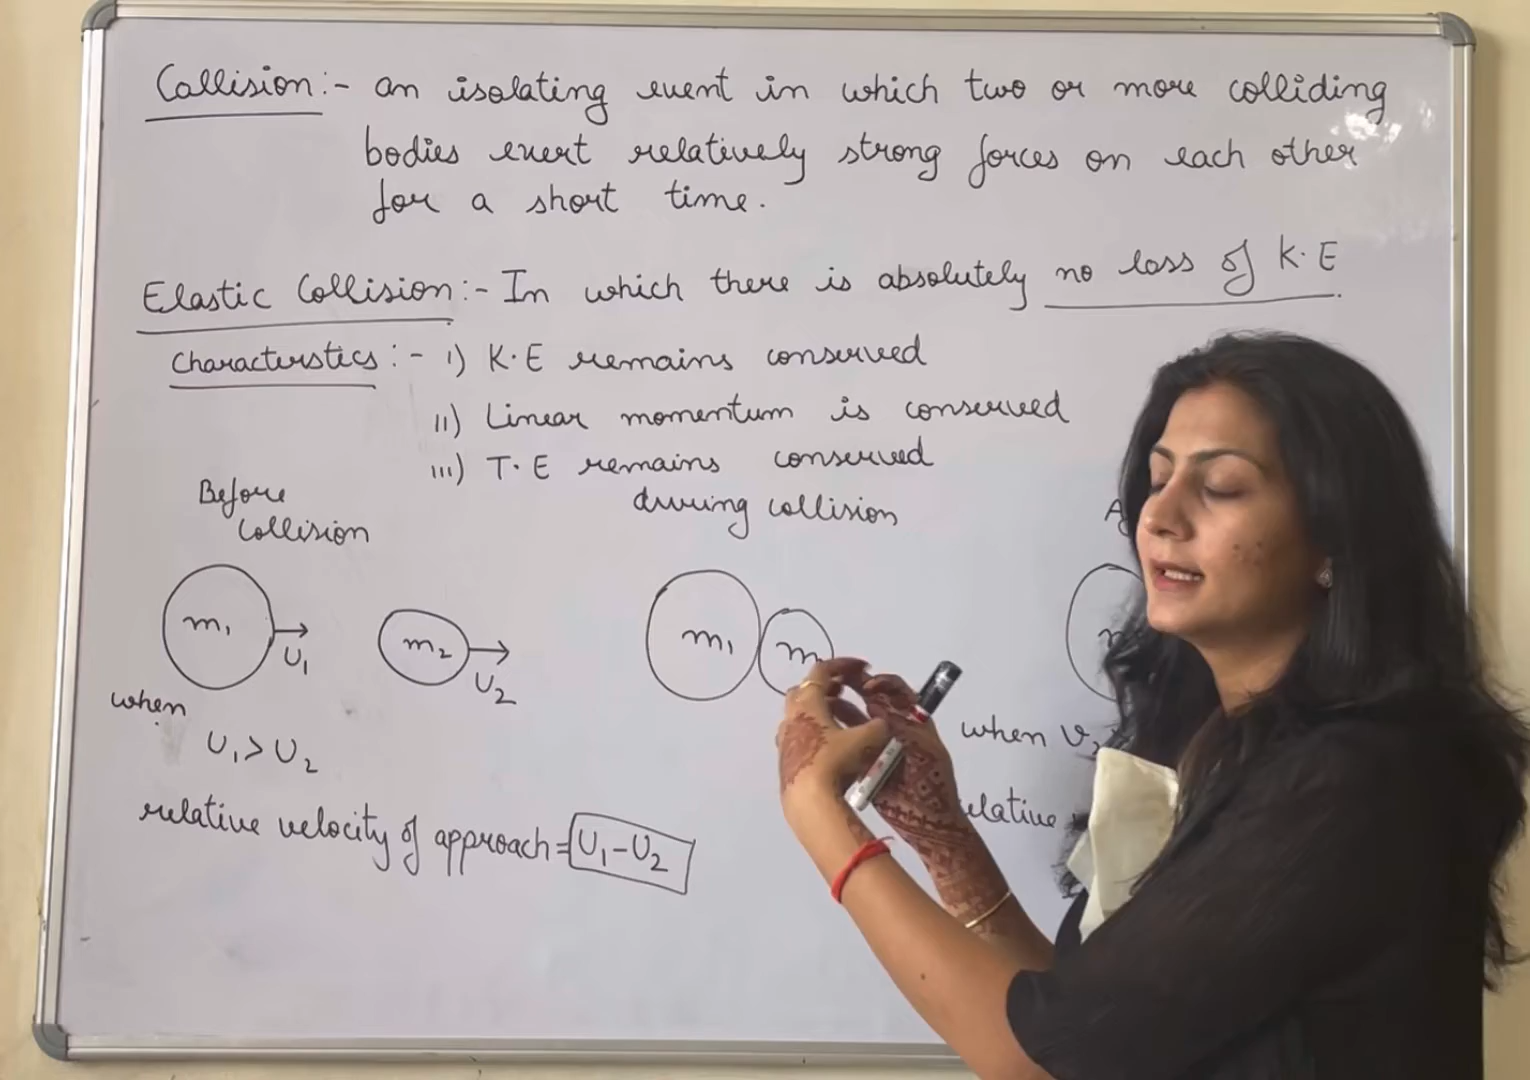 Collision:- an isolating event in which two or more colliding
bodies exert relatively strong forces on each other
for a short time.
Elastic Collision:- In which there is absolutely no loss of K.E
Characterstics:- i) K.E remains conserved
ii) Linear momentum is conserved
iii) T.E remains conserved
Before
Collision
during collision
m₁
U₁
m₂
U₂
m₁
when
U₁ > U₂
when
relative velocity of approach = U₁-U₂